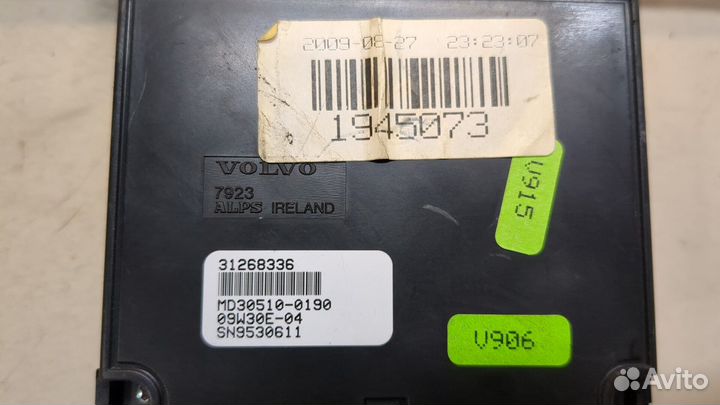 2009-08-27 23:23:07
1945073
VOLVO
7923
ALPS IRELAND
V915
31268336
MD30510-0190
09W30E-04
SN9530611
V906
Avito